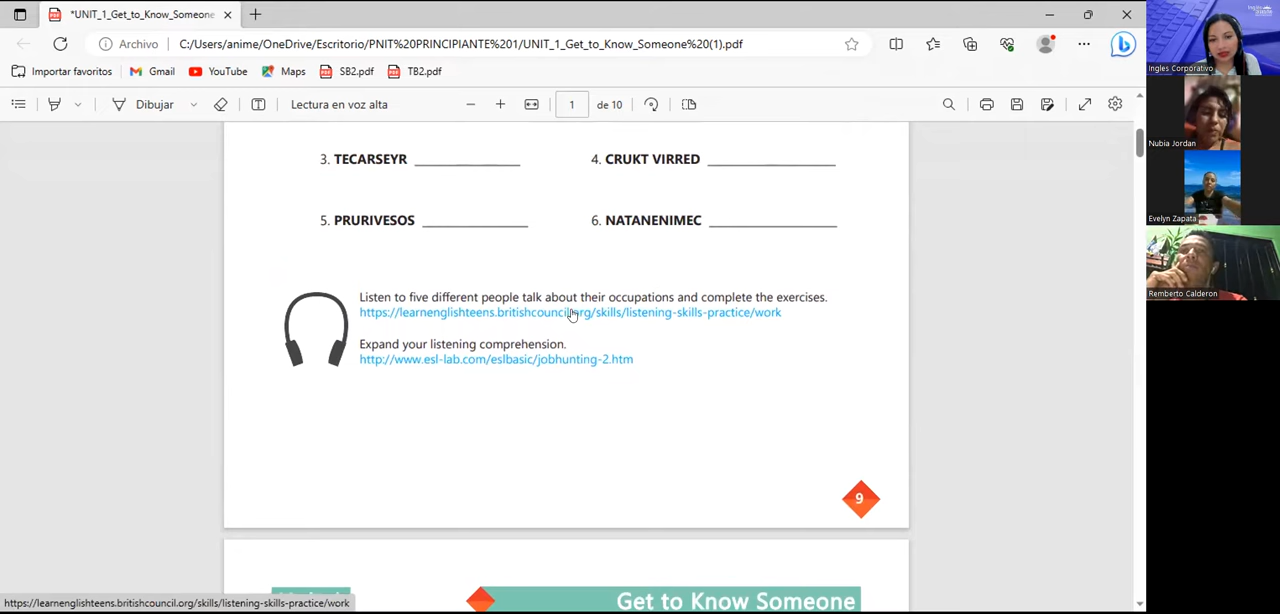 *UNIT_1_Get_to_Know_Someone
Archivo
C:/Users/anime/OneDrive/Escritorio/PNIT%20PRINCIPIANTE%201/UNIT_1_Get_to_Know_Someone%20(1).pdf
Importar favoritos
Gmail
YouTube
Maps
SB2.pdf
TB2.pdf
Dibujar
Lectura en voz alta
1
de 10
3. TECARSEYR
4. CRUKT VIRRED
5. PRURIVESOS
6. NATANENIMEC
Listen to five different people talk about their occupations and complete the exercises.
https://learnenglishteens.britishcouncil.org/skills/listening-skills-practice/work
Expand your listening comprehension.
http://www.esl-lab.com/eslbasic/jobhunting-2.htm
9
Get to Know Someone
https://learnenglishteens.britishcouncil.org/skills/listening-skills-practice/work
Ingles Corporativo
Nubia Jordan
Evelyn Zapata
Remberto Calderon